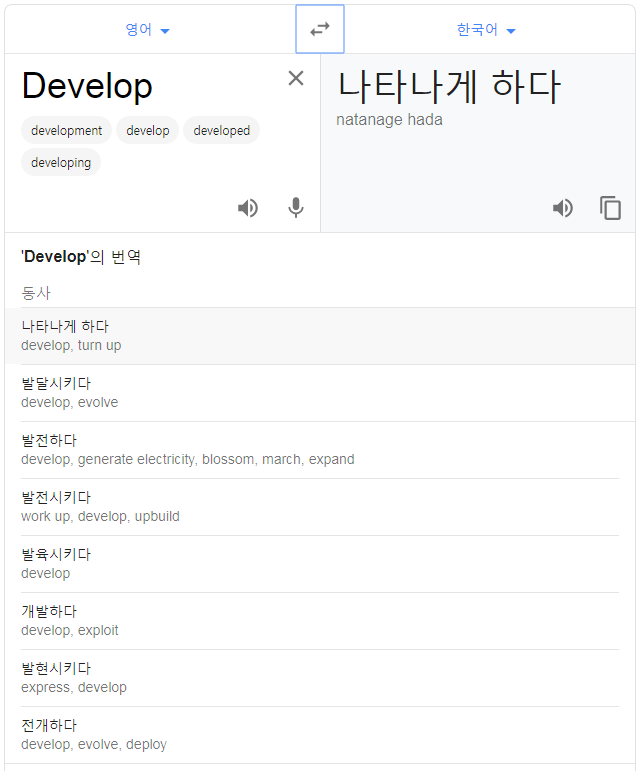 영어 한국어
Develop
나타나게 하다
natanage hada
development develop developed
developing
'Develop'의 번역
동사
나타나게 하다
develop, turn up
발달시키다
develop, evolve
발전하다
develop, generate electricity, blossom, march, expand
발전시키다
work up, develop, upbuild
발육시키다
develop
개발하다
develop, exploit
발현시키다
express, develop
전개하다
develop, evolve, deploy